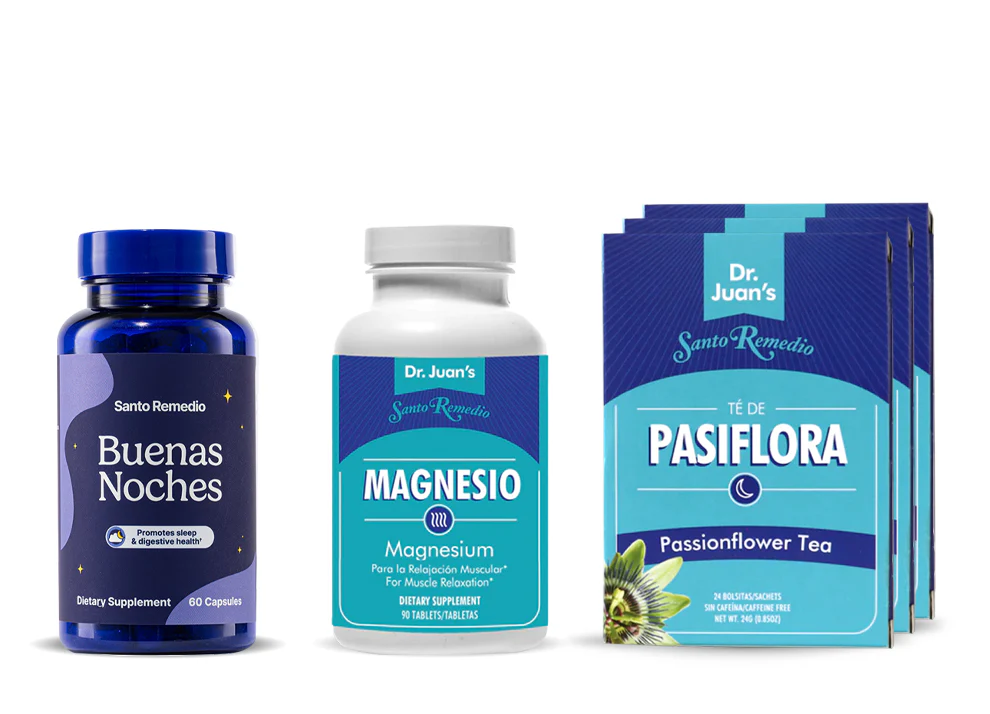 Santo Remedio
Buenas
Noches
Promotes sleep
& digestive health†
Dietary Supplement 60 Capsules
Dr. Juan's
Santo Remedio
MAGNESIO
Magnesium
Para la Relajación Muscular*
For Muscle Relaxation*
DIETARY SUPPLEMENT
90 TABLETS/TABLETAS
Dr.
Juan's
Santo Remedio
TÉ DE
PASIFLORA
Passionflower Tea
24 BOLSITAS/SACHETS
SIN CAFEÍNA/CAFFEINE FREE
NET WT. 24G (0.85OZ)